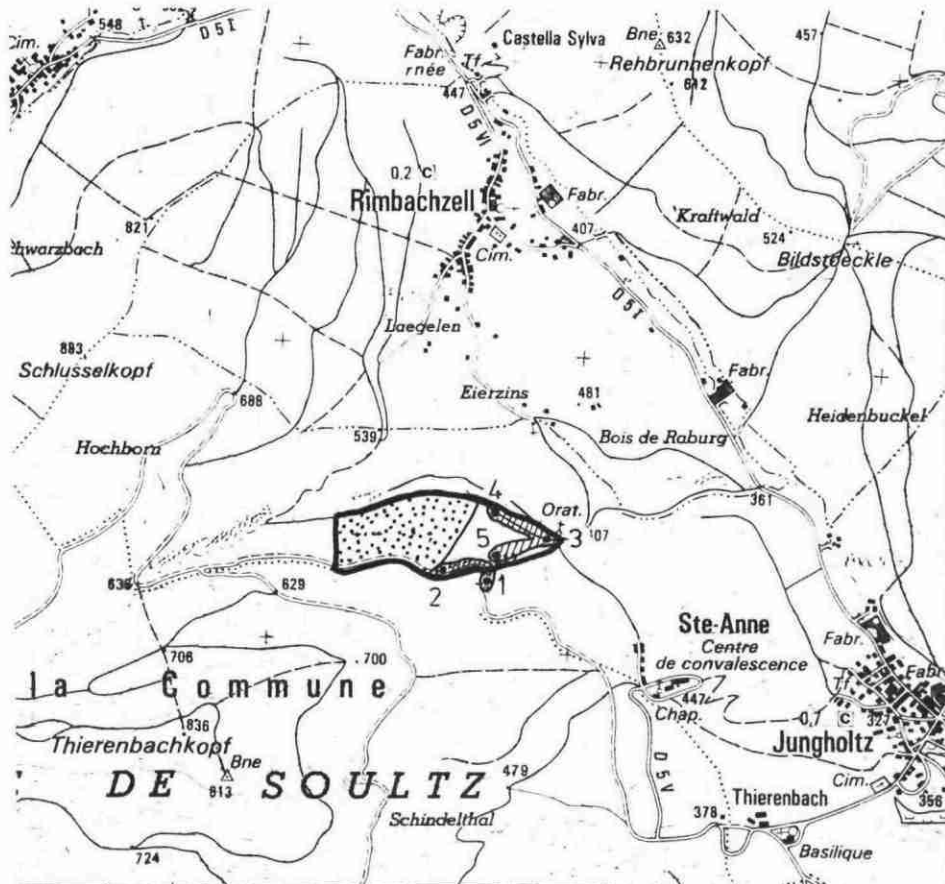 548
D 5 I
Cim.
Castella Sylva
Bne 632
Rehbrunnenkopf
612
457
Fabr.
rnée
Tf.
447
D 5 VI
0,2 C
Rimbachzell
Fabr.
Kraftwald
524
Bildstoeckle
407
Cim.
821
chwarzbach
Laegelen
D 5 I
883
Schlusselkopf
688
Eierzins
481
Fabr.
Heidenbuckel
Hochborn
539
Bois de Raburg
361
4
Orat.
5
3
407
2
1
636
629
Ste-Anne
Centre
de convalescence
Fabr.
706
700
la Commune
447
Chap.
Tf
Fabr.
0,7 C 327
Jungholtz
836
Thierenbachkopf
Bne
813
DE SOULTZ
479
D 5 V
Schindelthal
378
Thierenbach
Cim.
356
724
Basilique